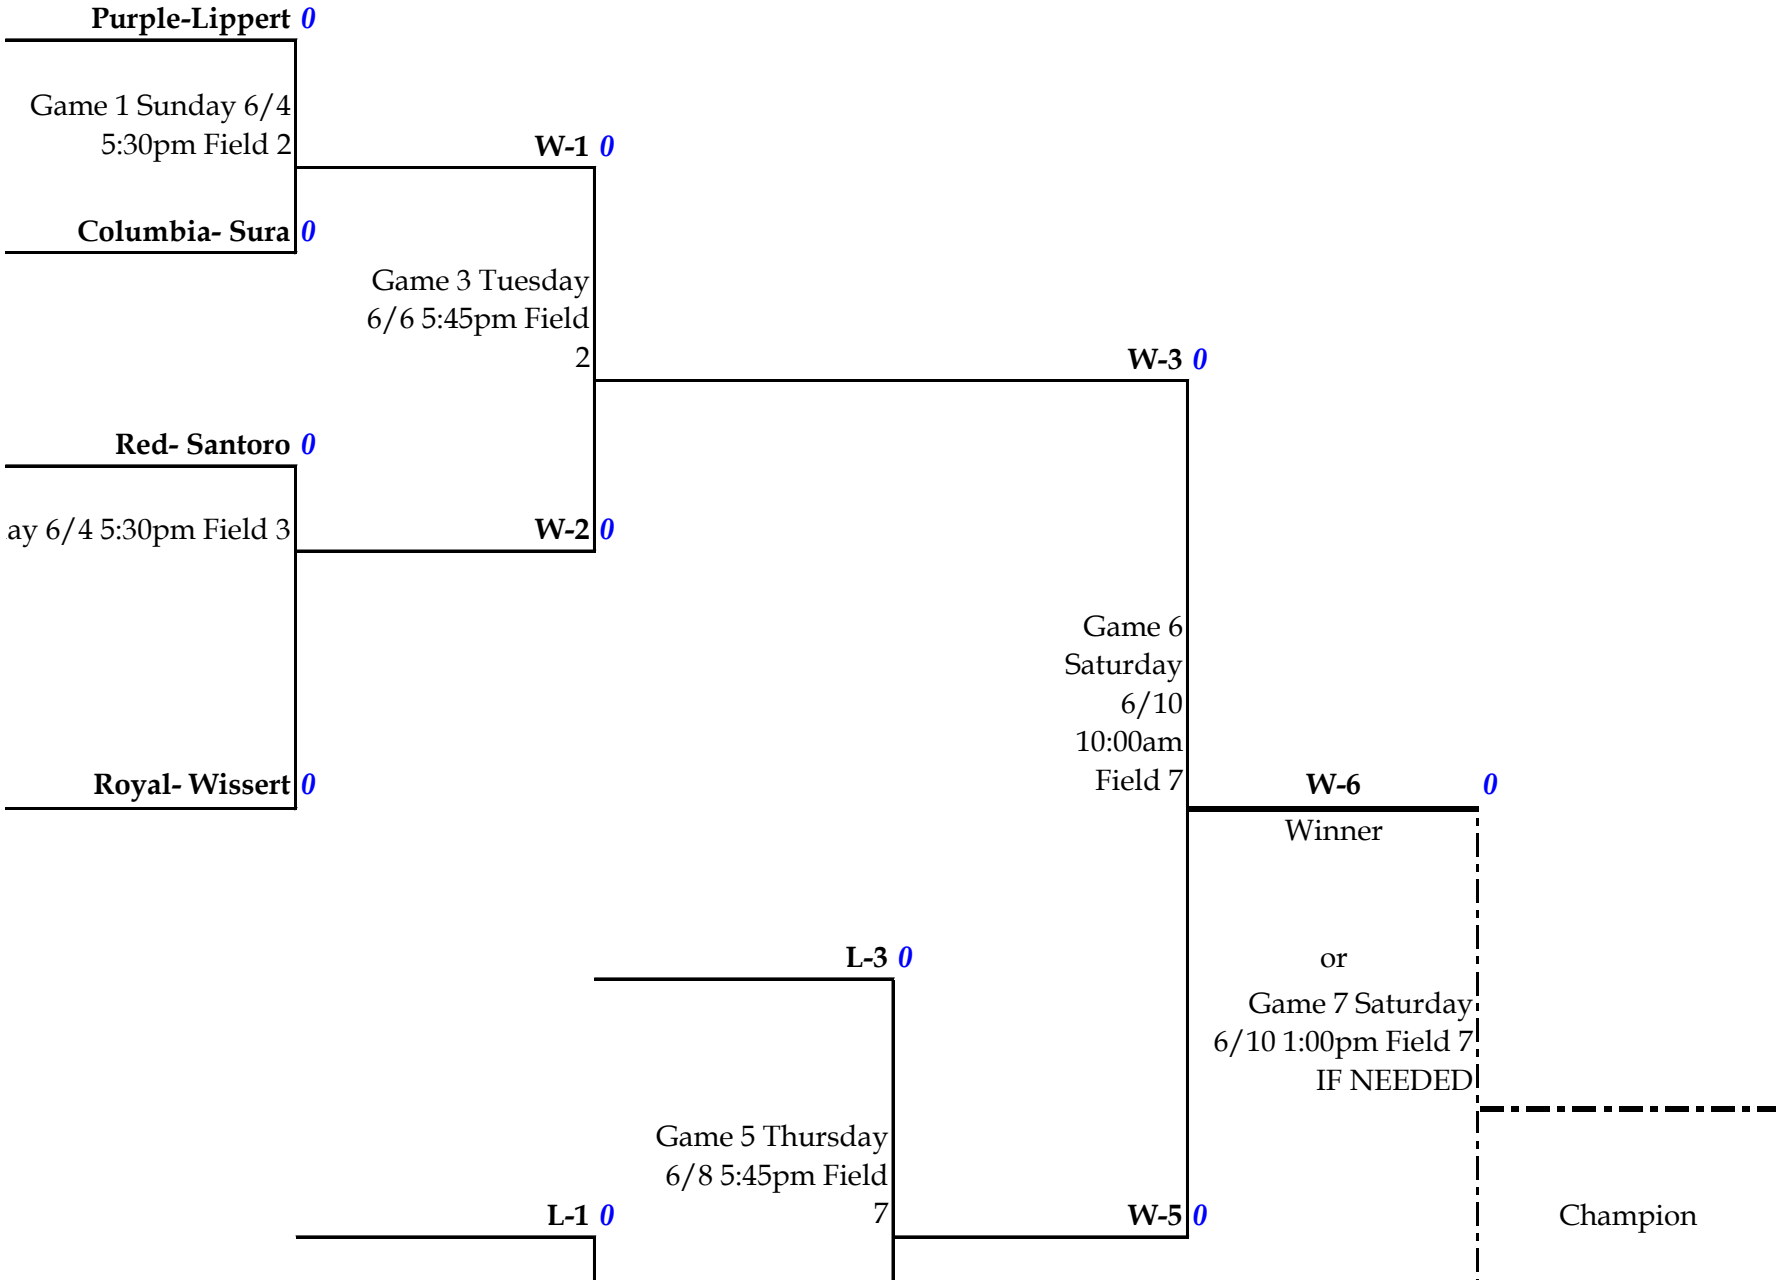 Purple-Lippert 0
Game 1 Sunday 6/4
5:30pm Field 2
W-1 0
Columbia- Sura 0
Game 3 Tuesday
6/6 5:45pm Field
2
W-3 0
Red- Santoro 0
ay 6/4 5:30pm Field 3
W-2 0
Game 6
Saturday
6/10
10:00am
Field 7
Royal- Wissert 0
W-6 0
Winner
L-3 0
or
Game 7 Saturday
6/10 1:00pm Field 7
IF NEEDED
Game 5 Thursday
6/8 5:45pm Field
7
L-1 0
W-5 0
Champion